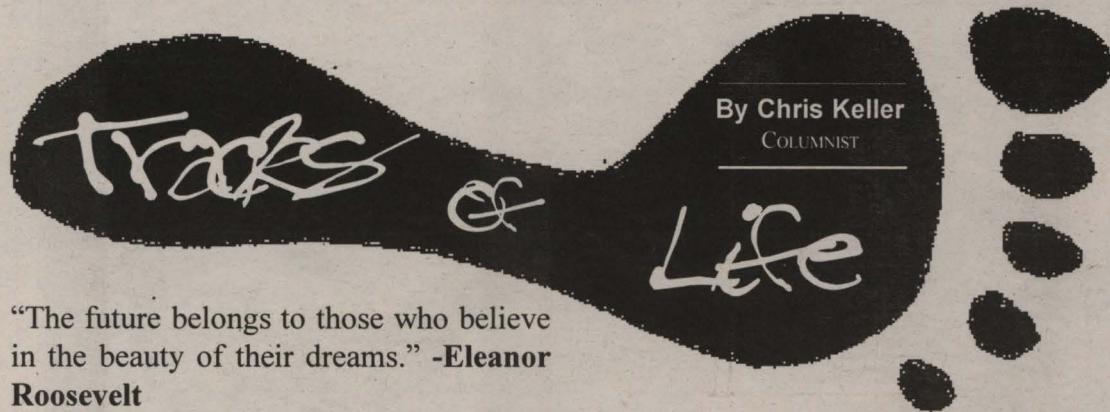 Tracks of Life
By Chris Keller
COLUMNIST
“The future belongs to those who believe
in the beauty of their dreams.” -Eleanor
Roosevelt